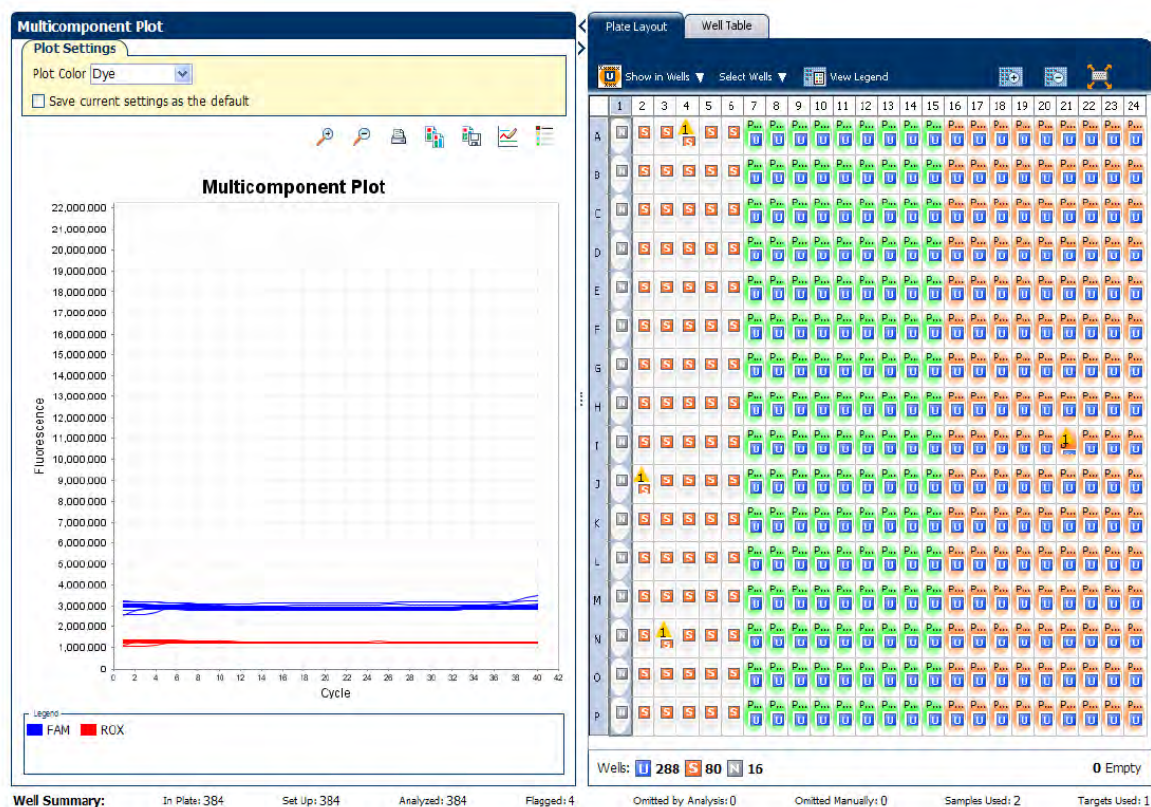 Multicomponent Plot
Plot Settings
Plot Color Dye
Save current settings as the default
Multicomponent Plot
22,000,000
21,000,000
20,000,000
19,000,000
18,000,000
17,000,000
16,000,000
15,000,000
14,000,000
13,000,000
12,000,000
11,000,000
10,000,000
9,000,000
8,000,000
7,000,000
6,000,000
5,000,000
4,000,000
3,000,000
2,000,000
1,000,000
0
Fluorescence
0 2 4 6 8 10 12 14 16 18 20 22 24 26 28 30 32 34 36 38 40 42
Cycle
Legend
FAM ROX
Plate Layout Well Table
Show in Wells ▼ Select Wells ▼ View Legend
1 2 3 4 5 6 7 8 9 10 11 12 13 14 15 16 17 18 19 20 21 22 23 24
A N S S 1 S S S P... U P... U P... U P... U P... U P... U P... U P... U P... U P... U P... U P... U P... U P... U P... U P... U P... U P... U
B N S S S S S P... U P... U P... U P... U P... U P... U P... U P... U P... U P... U P... U P... U P... U P... U P... U P... U P... U P... U
C N S S S S S P... U P... U P... U P... U P... U P... U P... U P... U P... U P... U P... U P... U P... U P... U P... U P... U P... U P... U
D N S S S S S P... U P... U P... U P... U P... U P... U P... U P... U P... U P... U P... U P... U P... U P... U P... U P... U P... U P... U
E N S S S S S P... U P... U P... U P... U P... U P... U P... U P... U P... U P... U P... U P... U P... U P... U P... U P... U P... U P... U
F N S S S S S P... U P... U P... U P... U P... U P... U P... U P... U P... U P... U P... U P... U P... U P... U P... U P... U P... U P... U
G N S S S S S P... U P... U P... U P... U P... U P... U P... U P... U P... U P... U P... U P... U P... U P... U P... U P... U P... U P... U
H N S S S S S P... U P... U P... U P... U P... U P... U P... U P... U P... U P... U P... U P... U P... U P... U P... U P... U P... U P... U
I N S S S S S P... U P... U P... U P... U P... U P... U P... U P... U P... U P... U P... U P... U P... U P... U 1 P... U P... U P... U
J N 1 S S S S S P... U P... U P... U P... U P... U P... U P... U P... U P... U P... U P... U P... U P... U P... U P... U P... U P... U P... U
K N S S S S S P... U P... U P... U P... U P... U P... U P... U P... U P... U P... U P... U P... U P... U P... U P... U P... U P... U P... U
L N S S S S S P... U P... U P... U P... U P... U P... U P... U P... U P... U P... U P... U P... U P... U P... U P... U P... U P... U P... U
M N S S S S S P... U P... U P... U P... U P... U P... U P... U P... U P... U P... U P... U P... U P... U P... U P... U P... U P... U P... U
N N S 1 S S S S P... U P... U P... U P... U P... U P... U P... U P... U P... U P... U P... U P... U P... U P... U P... U P... U P... U P... U
O N S S S S S P... U P... U P... U P... U P... U P... U P... U P... U P... U P... U P... U P... U P... U P... U P... U P... U P... U P... U
P N S S S S S P... U P... U P... U P... U P... U P... U P... U P... U P... U P... U P... U P... U P... U P... U P... U P... U P... U P... U
Wells: U 288 S 80 N 16 0 Empty
Well Summary: In Plate: 384 Set Up: 384 Analyzed: 384 Flagged: 4 Omitted by Analysis: 0 Omitted Manually: 0 Samples Used: 2 Targets Used: 1